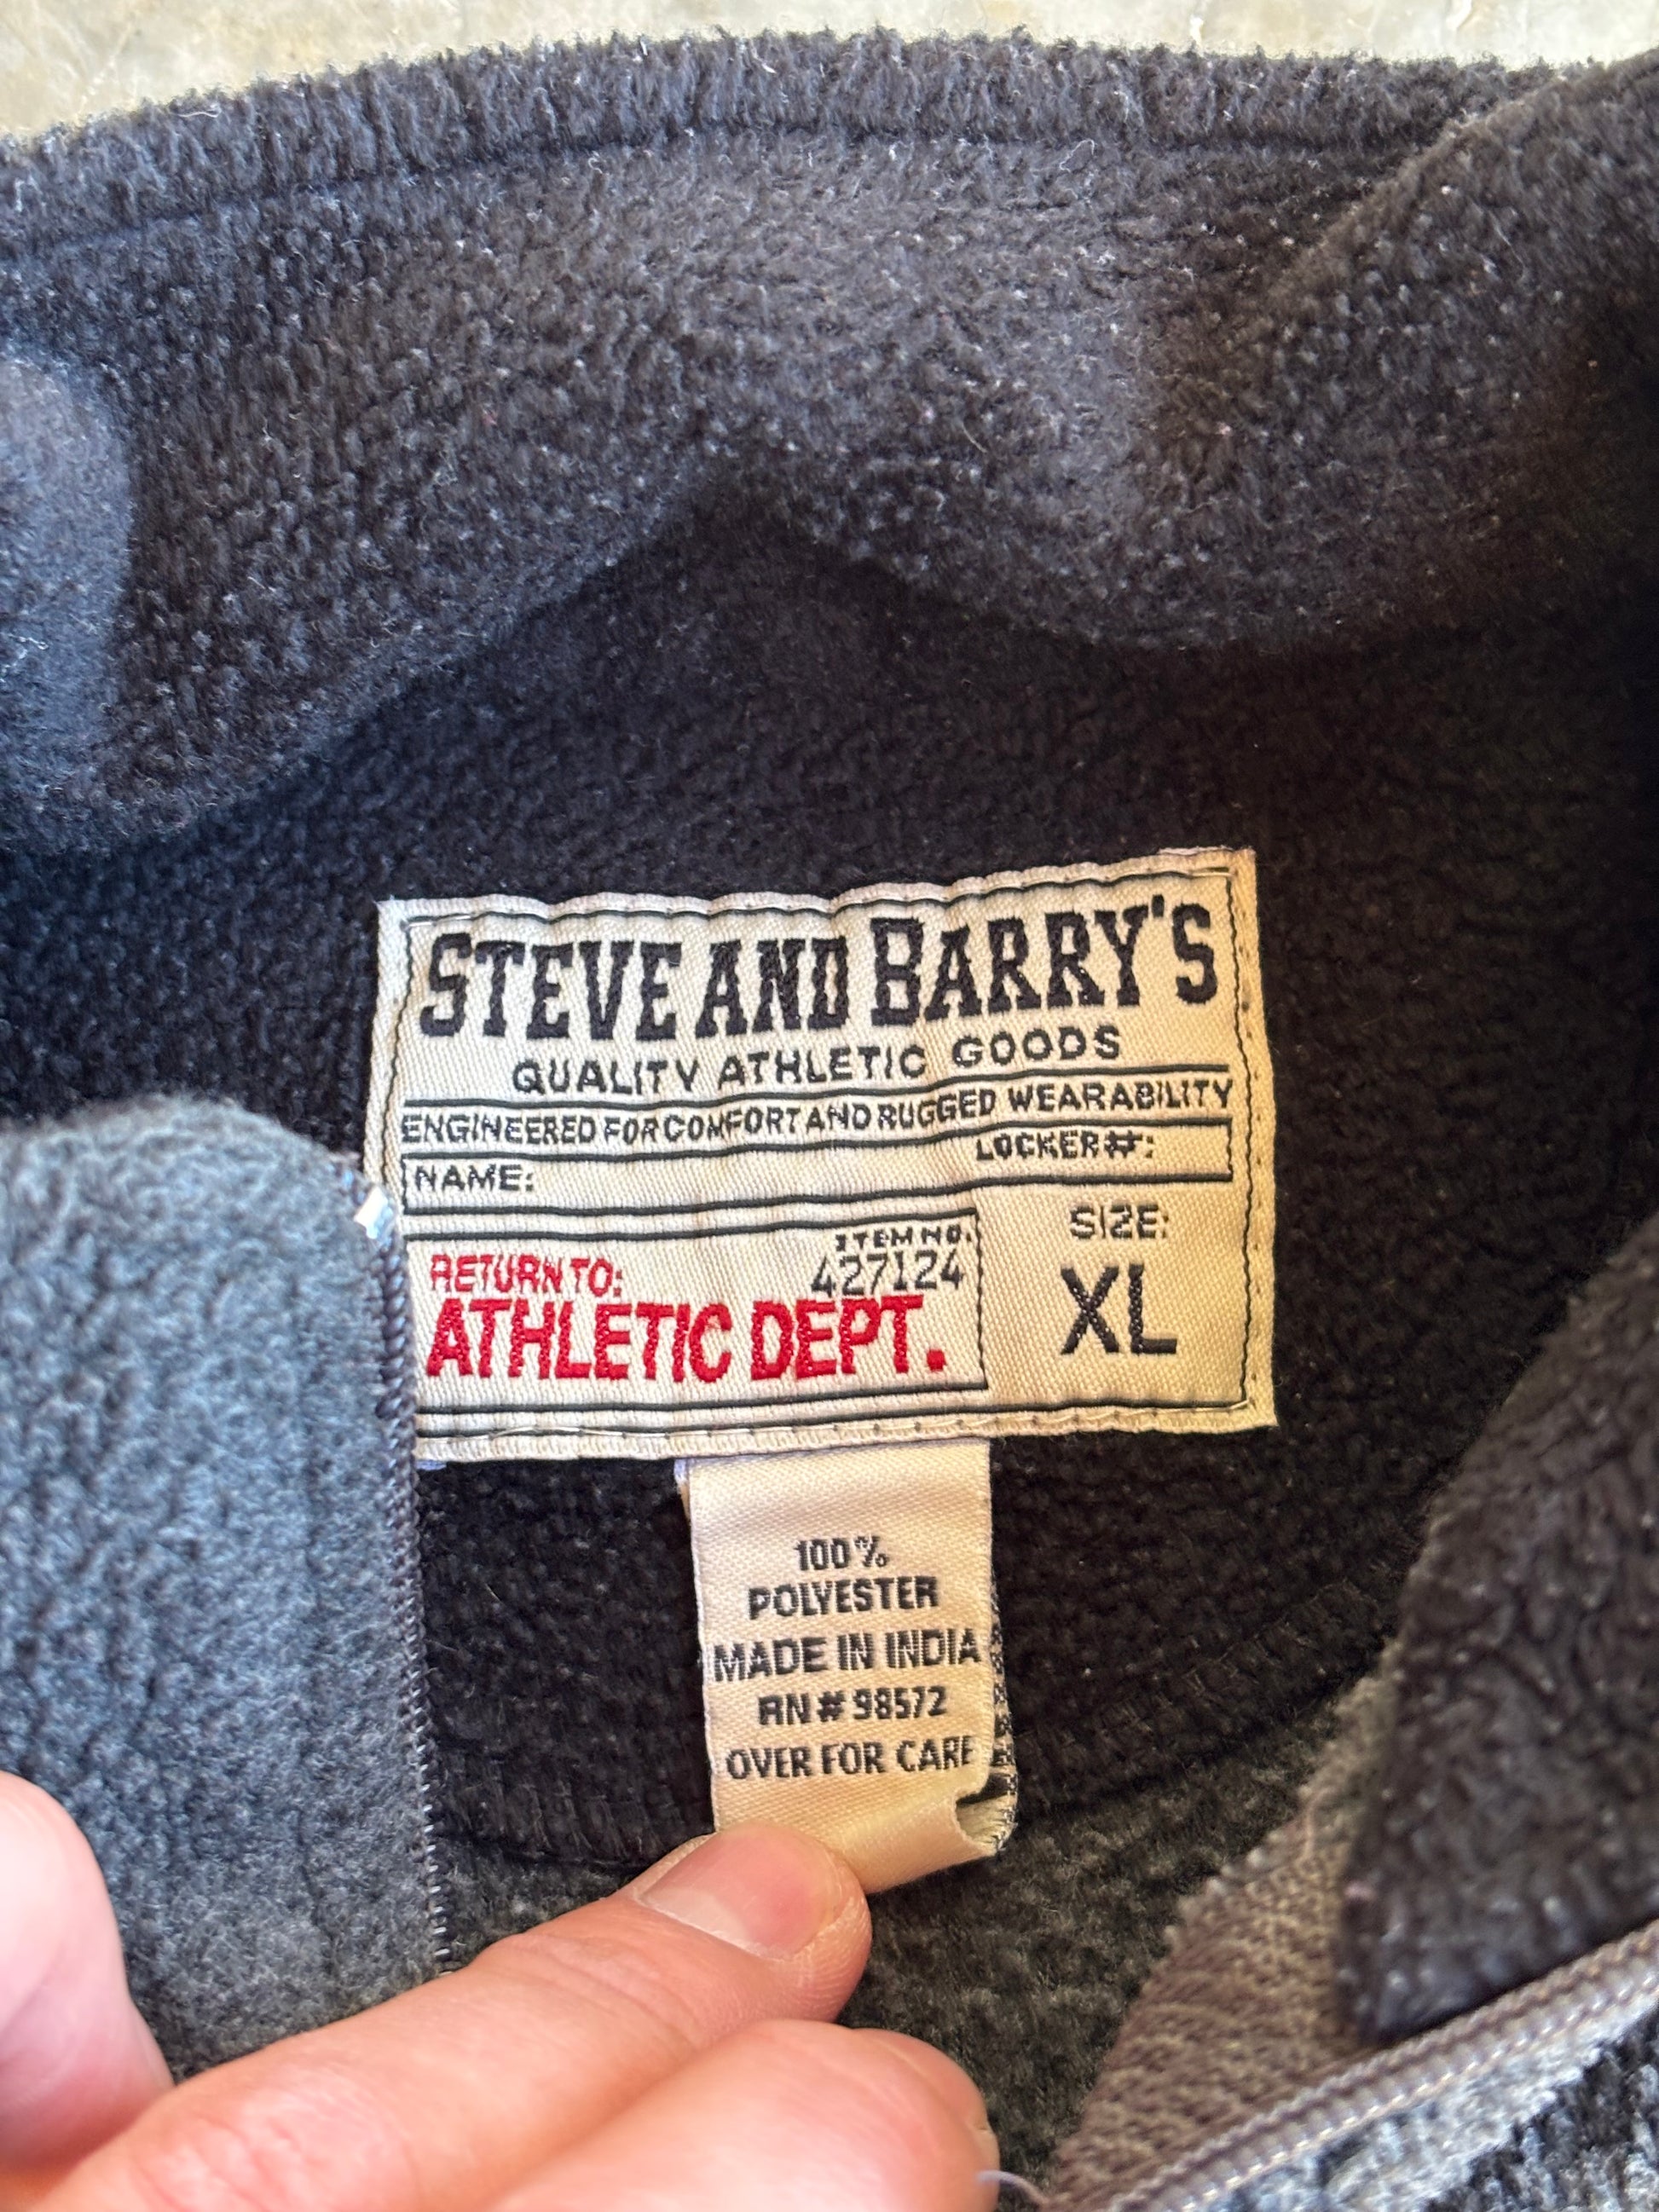 STEVE AND BARRY'S
QUALITY ATHLETIC GOODS
ENGINEERED FOR COMFORT AND RUGGED WEARABILITY
NAME: LOCKER#:
ITEM NO.
RETURN TO: 427124
ATHLETIC DEPT.
SIZE:
XL
100%
POLYESTER
MADE IN INDIA
RN # 98572
OVER FOR CARE